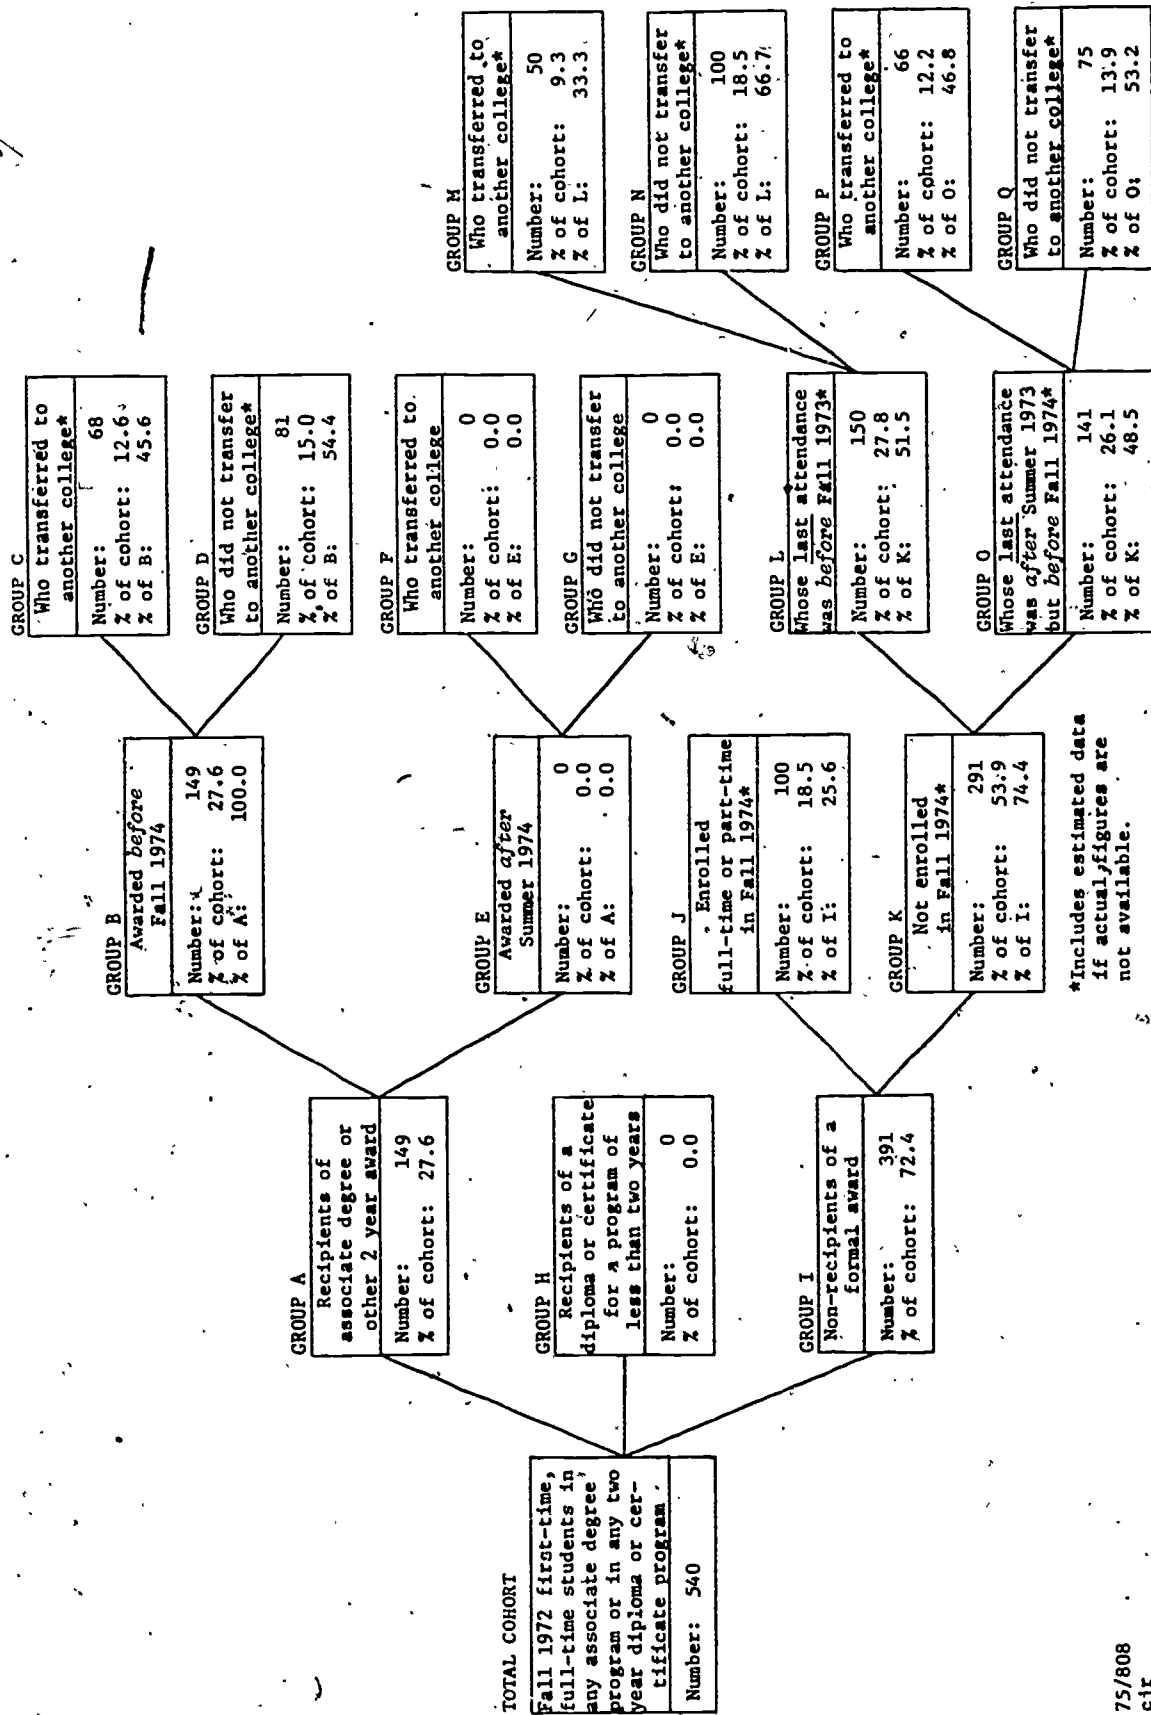 TOTAL COHORT
Fall 1972 first-time,
full-time students in
any associate degree
program or in any two
year diploma or cer-
tificate program
Number: 540
GROUP A
Recipients of
associate degree or
other 2 year award
Number: 149
% of cohort: 27.6
GROUP H
Recipients of a
diploma or certificate
for a program of
less than two years
Number: 0
% of cohort: 0.0
GROUP I
Non-recipients of a
formal award
Number: 391
% of cohort: 72.4
GROUP B
Awarded before
Fall 1974
Number: 149
% of cohort: 27.6
% of A: 100.0
GROUP E
Awarded after
Summer 1974
Number: 0
% of cohort: 0.0
% of A: 0.0
GROUP J
Enrolled
full-time or part-time
in Fall 1974*
Number: 100
% of cohort: 18.5
% of I: 25.6
GROUP K
Not enrolled
in Fall 1974*
Number: 291
% of cohort: 53.9
% of I: 74.4
*Includes estimated data
if actual figures are
not available.
GROUP C
Who transferred to
another college*
Number: 68
% of cohort: 12.6
% of B: 45.6
GROUP D
Who did not transfer
to another college*
Number: 81
% of cohort: 15.0
% of B: 54.4
GROUP F
Who transferred to
another college
Number: 0
% of cohort: 0.0
% of E: 0.0
GROUP G
Who did not transfer
to another college
Number: 0
% of cohort: 0.0
% of E: 0.0
GROUP L
Whose last attendance
was before Fall 1973*
Number: 150
% of cohort: 27.8
% of K: 51.5
GROUP O
Whose last attendance
was after Summer 1973
but before Fall 1974*
Number: 141
% of cohort: 26.1
% of K: 48.5
GROUP M
Who transferred to
another college*
Number: 50
% of cohort: 9.3
% of L: 33.3
GROUP N
Who did not transfer
to another college*
Number: 100
% of cohort: 18.5
% of L: 66.7
GROUP P
Who transferred to
another college*
Number: 66
% of cohort: 12.2
% of O: 46.8
GROUP Q
Who did not transfer
to another college*
Number: 75
% of cohort: 13.9
% of O: 53.2
75/808
cjr